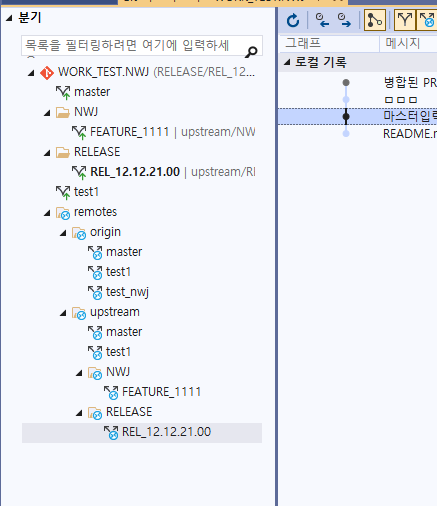 분기
목록을 필터링하려면 여기에 입력하세
WORK_TEST.NWJ (RELEASE/REL_12...
master
NWJ
FEATURE_1111 | upstream/NW
RELEASE
REL_12.12.21.00 | upstream/RI
test1
remotes
origin
master
test1
test_nwj
upstream
master
test1
NWJ
FEATURE_1111
RELEASE
REL_12.12.21.00
그래프 메시지
로컬 기록
병합된 PR
ㅁㅁㅁ
마스터입력
README.r